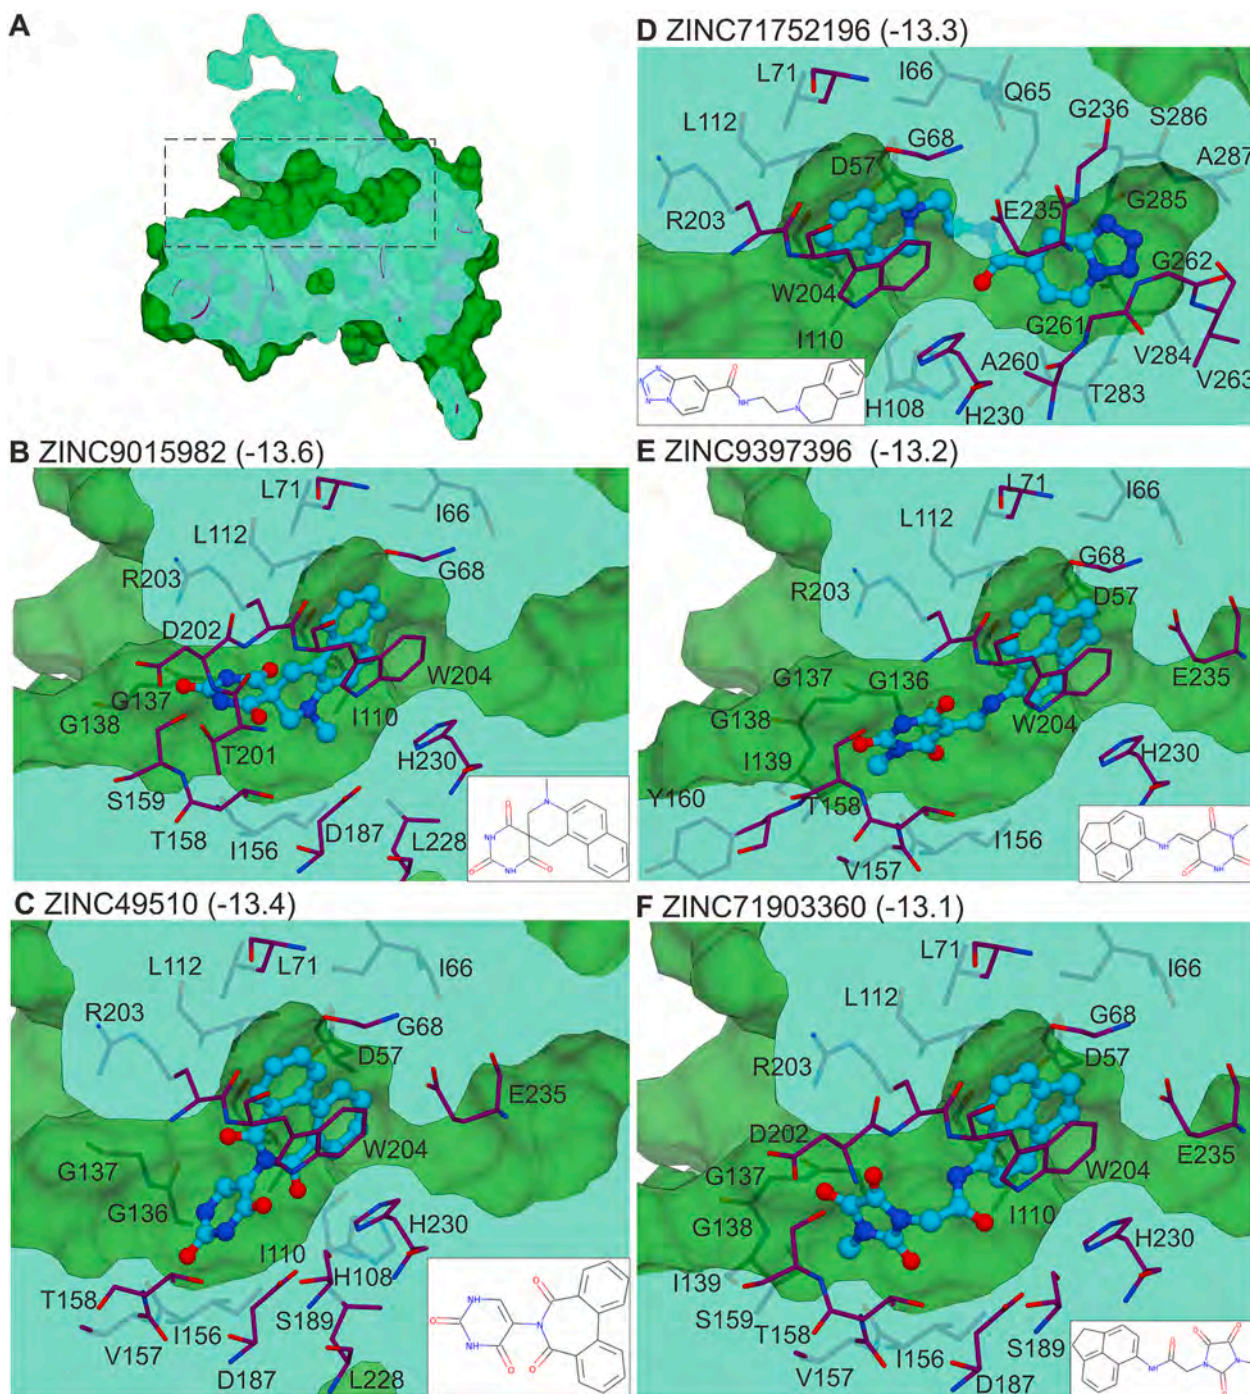 A
B ZINC9015982 (-13.6)
L71
I66
L112
G68
R203
D202
W204
G137
G138
I110
T201
H230
S159
T158
D187
I156
L228
O
N
O
NH
O
NH
O
C ZINC49510 (-13.4)
L112
L71
I66
R203
G68
D57
E235
W204
G137
G136
H230
I110
H108
T158
S189
I156
V157
D187
L228
D ZINC71752196 (-13.3)
L71
I66
Q65
G236
S286
L112
G68
A287
D57
R203
E235
G285
W204
G262
G261
I110
V284
A260
V263
T283
H108
H230
E ZINC9397396 (-13.2)
L71
I66
L112
G68
R203
D57
G137
G136
E235
G138
W204
I139
H230
Y160
T158
I156
V157
F ZINC71903360 (-13.1)
L71
I66
L112
G68
R203
D57
D202
G137
W204
E235
G138
I110
H230
I139
S159
T158
S189
I156
V157
D187